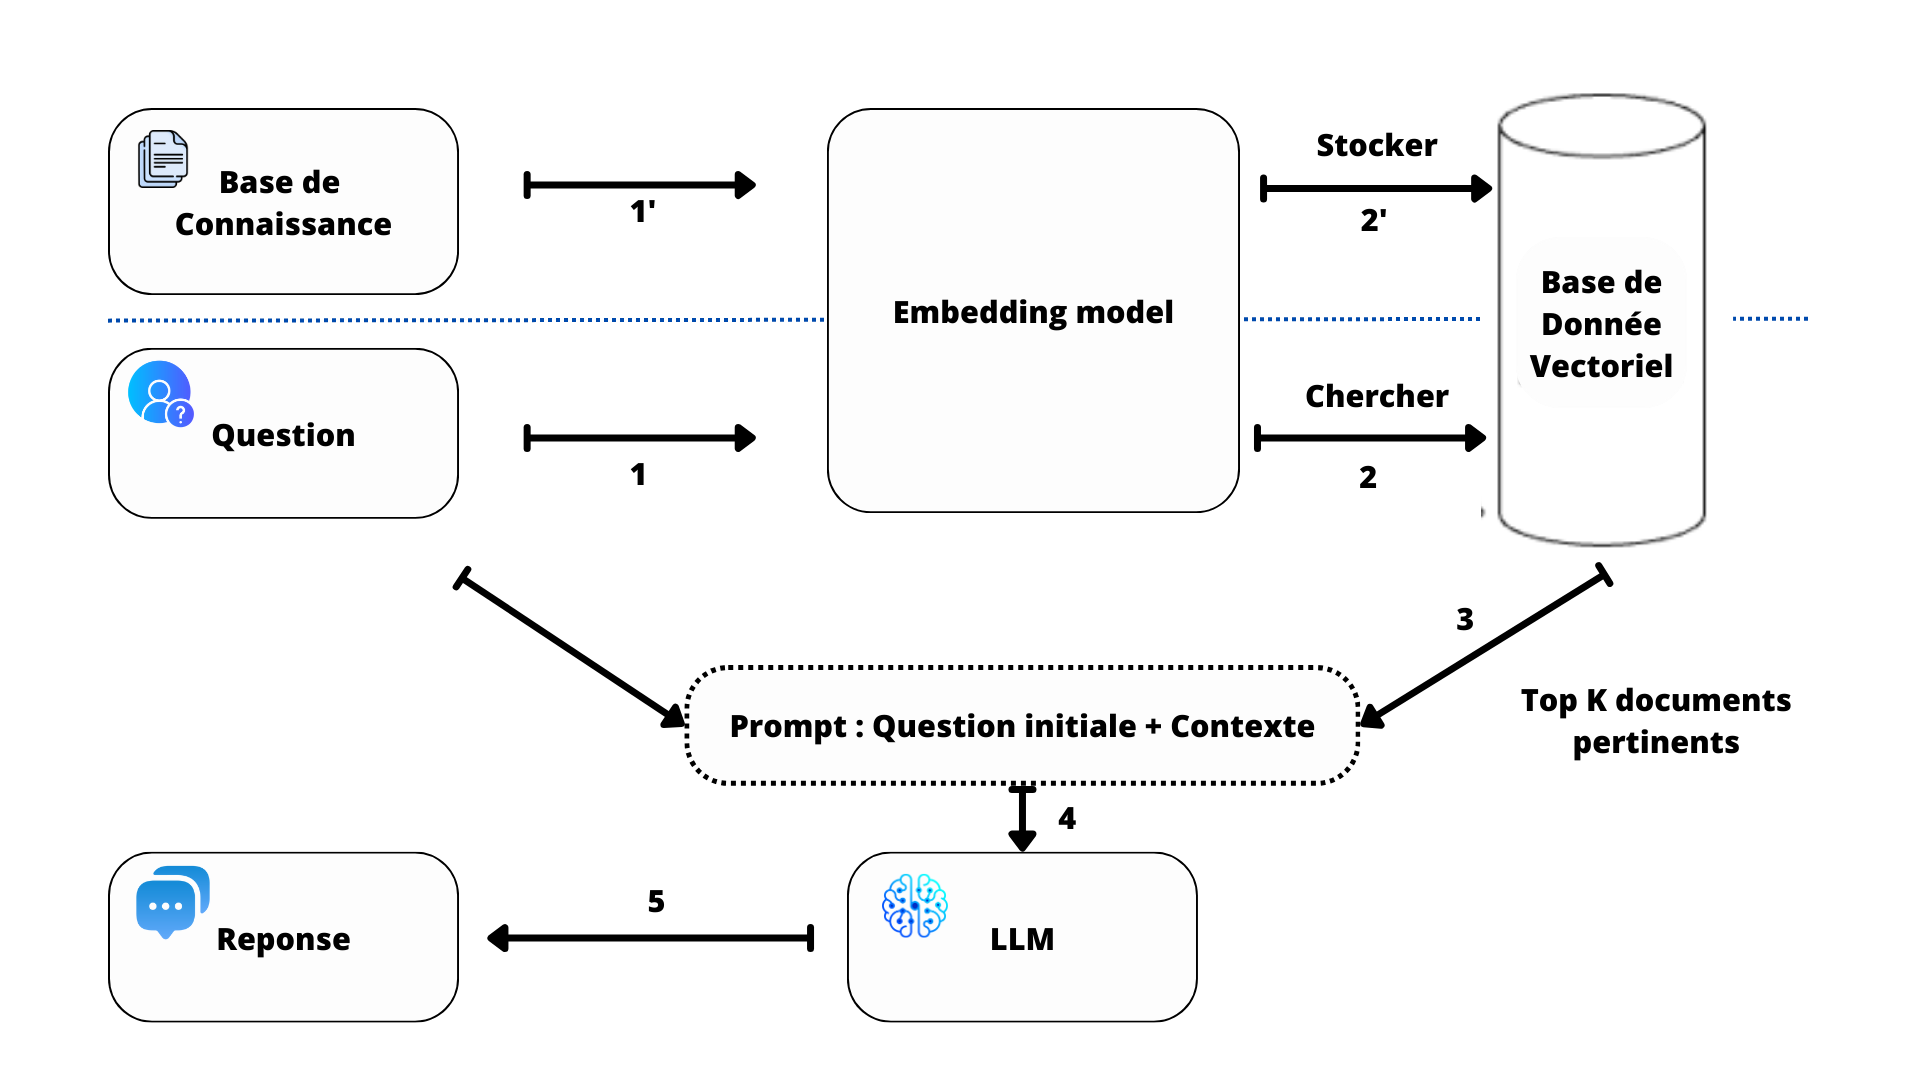 Base de
Connaissance
1'
Stocker
2'
Embedding model
Base de
Donnée
Vectoriel
Question
1
Chercher
2
3
Top K documents
pertinents
Prompt : Question initiale + Contexte
4
Reponse
5
LLM